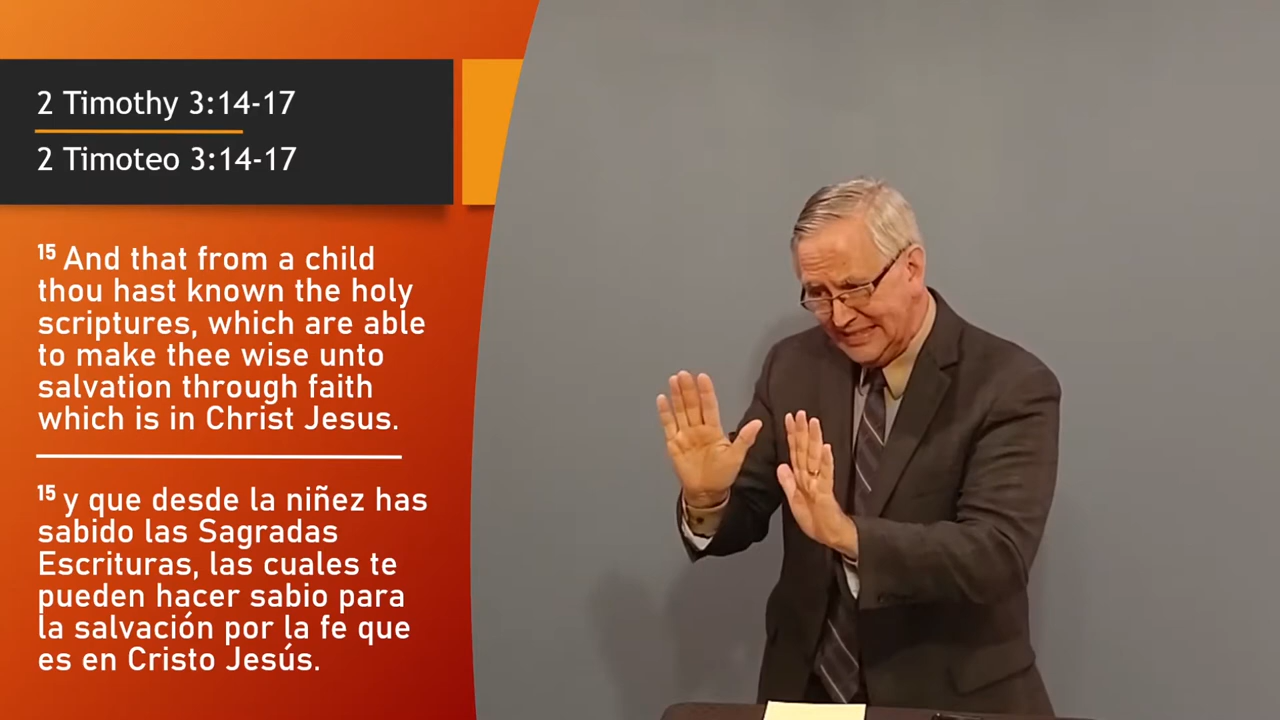 2 Timothy 3:14-17
2 Timoteo 3:14-17
15 And that from a child
thou hast known the holy
scriptures, which are able
to make thee wise unto
salvation through faith
which is in Christ Jesus.
15 y que desde la niñez has
sabido las Sagradas
Escrituras, las cuales te
pueden hacer sabio para
la salvación por la fe que
es en Cristo Jesús.